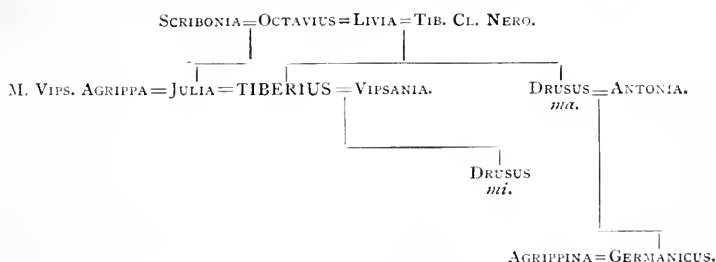 SCRIBONIA=OCTAVIUS=LIVIA=TIB. CL. NERO.
M. VIPS. AGRIPPA=JULIA=TIBERIUS=VIPSANIA. DRUSUS=ANTONIA.
ma.
DRUSUS
mi.
AGRIPPINA=GERMANICUS.